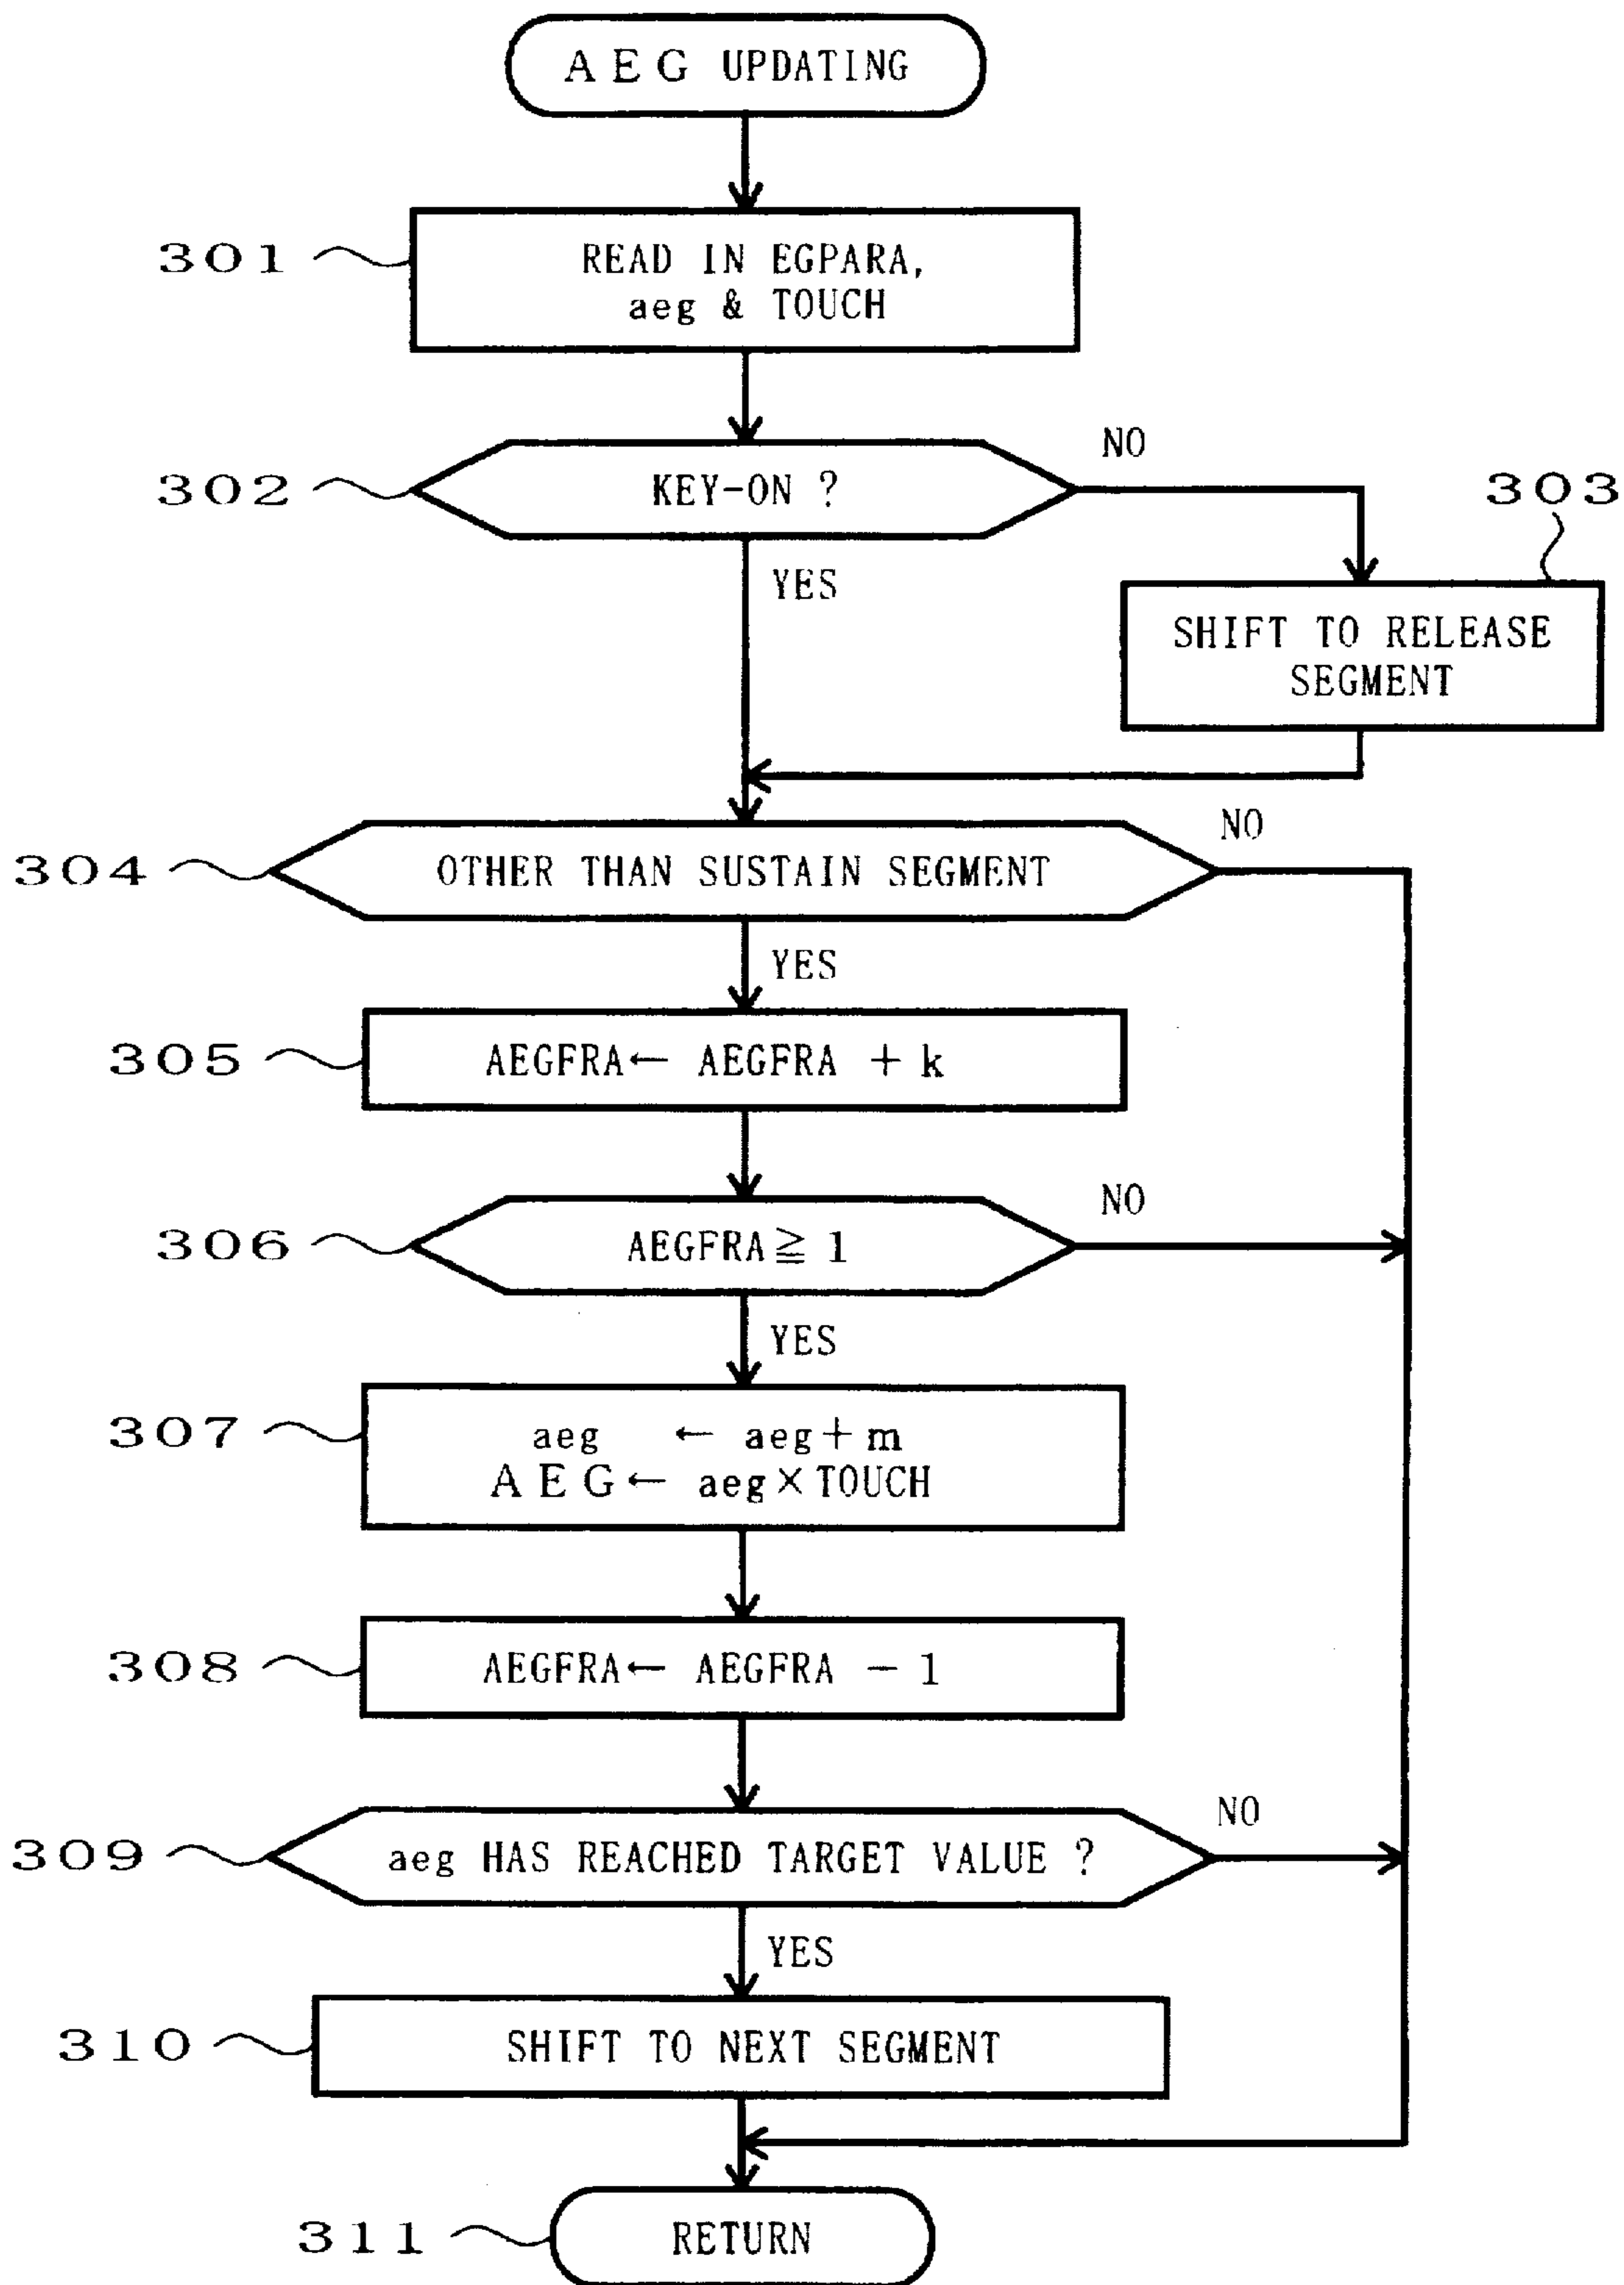 AEG UPDATING
301
READ IN EGPARA,
aeg & TOUCH
302
KEY-ON ?
NO
303
YES
SHIFT TO RELEASE
SEGMENT
304
OTHER THAN SUSTAIN SEGMENT
NO
YES
305
AEGFRA← AEGFRA + k
306
AEGFRA ≧ 1
NO
YES
307
aeg ← aeg+m
AEG← aeg×TOUCH
308
AEGFRA← AEGFRA - 1
309
aeg HAS REACHED TARGET VALUE ?
NO
YES
310
SHIFT TO NEXT SEGMENT
311
RETURN